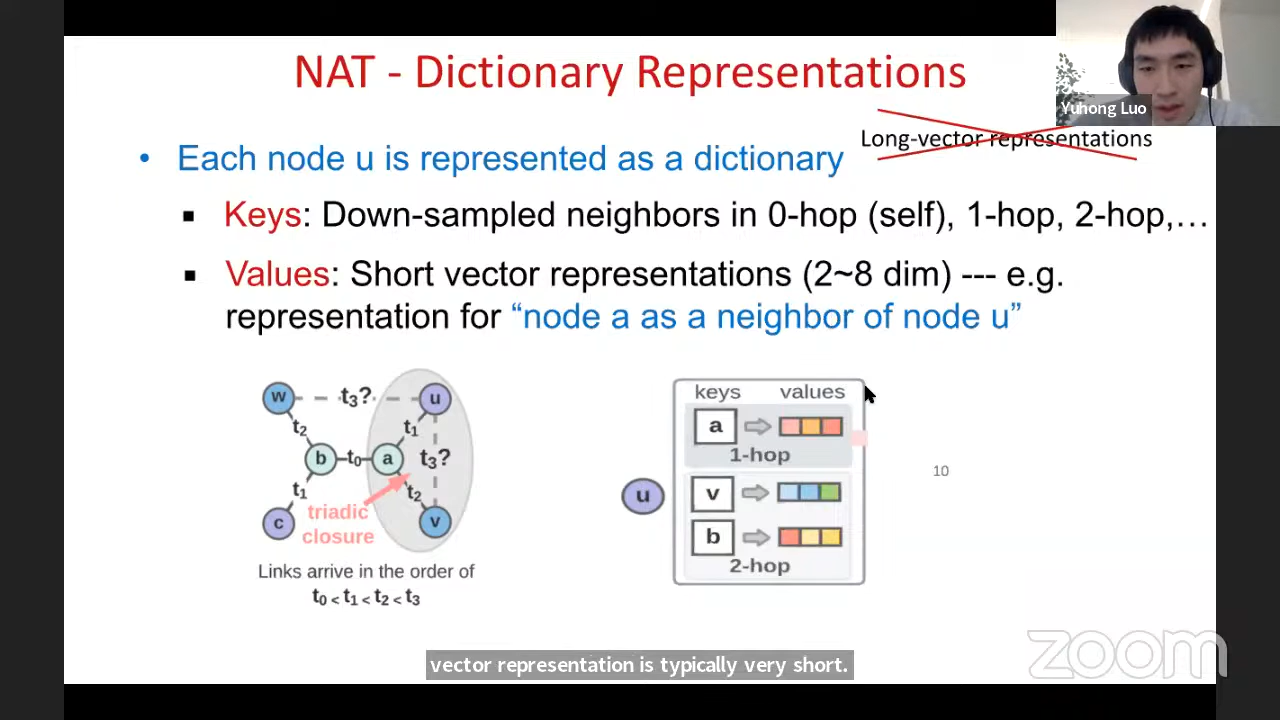 NAT - Dictionary Representations
Yuhong Luo
Long-vector representations
• Each node u is represented as a dictionary
▪ Keys: Down-sampled neighbors in 0-hop (self), 1-hop, 2-hop,…
▪ Values: Short vector representations (2~8 dim) --- e.g.
representation for “node a as a neighbor of node u”
w t₃? u
t₂ t₁
b t₀ a t₃?
t₁ t₂
triadic
closure
c v
Links arrive in the order of
t₀ < t₁ < t₂ < t₃
keys values
a
1-hop
u
v
b
2-hop
10
zoom
vector representation is typically very short.